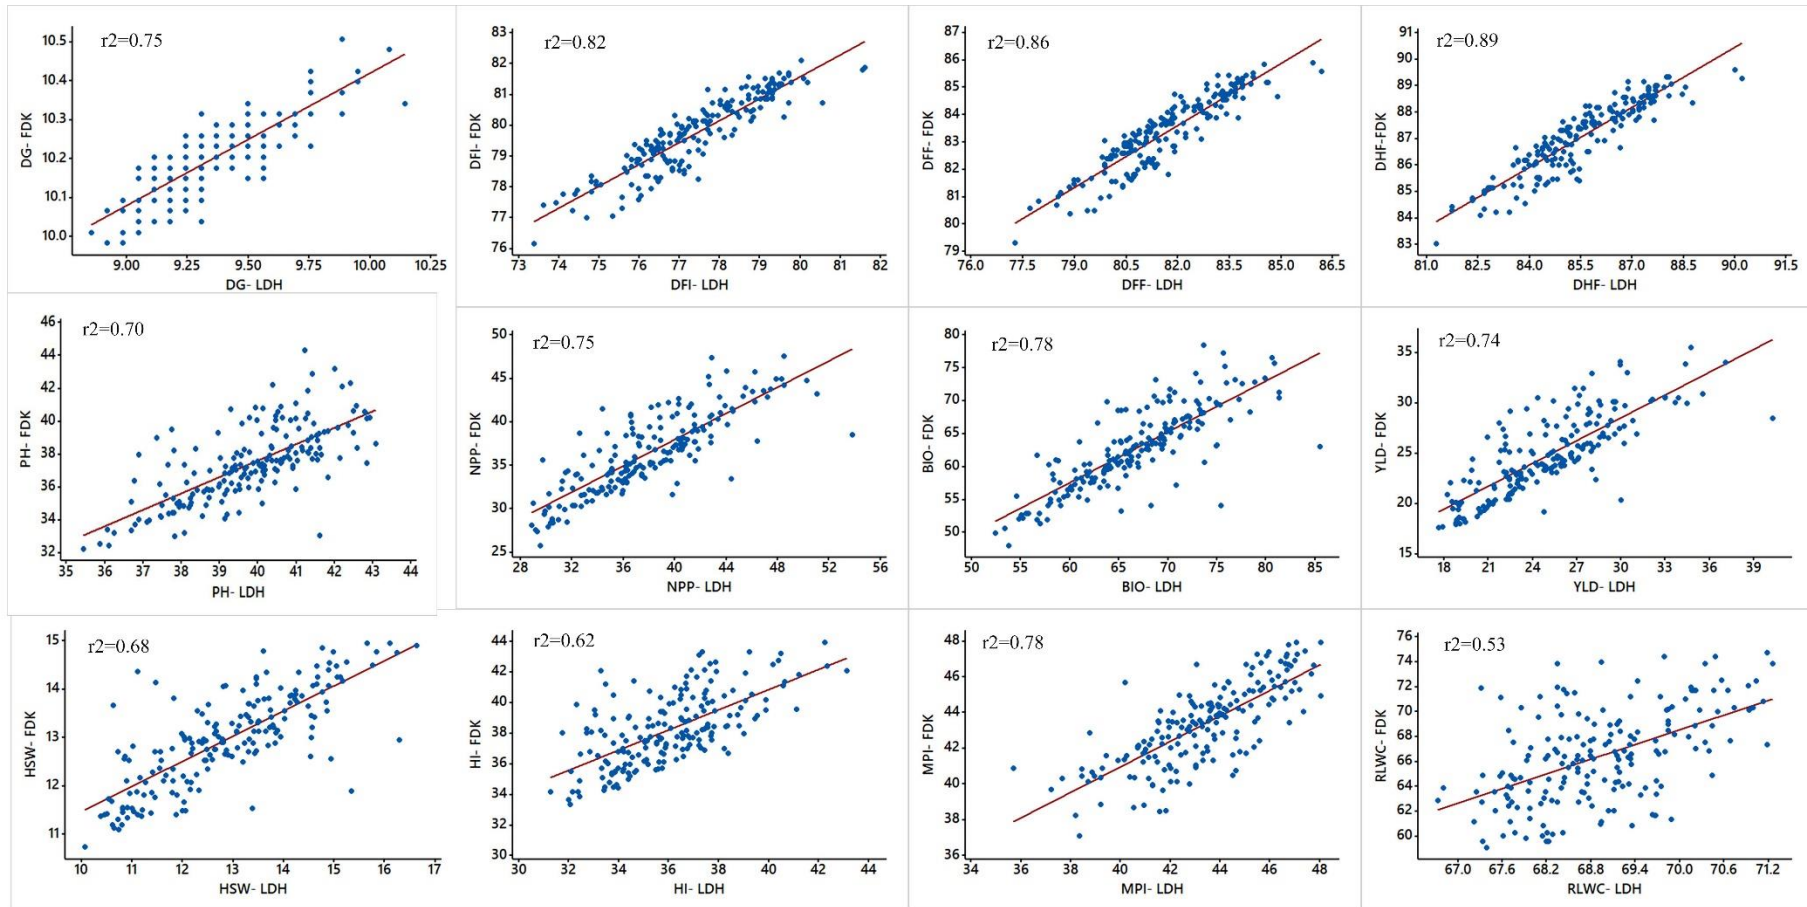 r2=0.75
10.5
10.4
10.3
10.2
10.1
10.0
DG- FDK
9.00 9.25 9.50 9.75 10.00 10.25
DG- LDH
r2=0.82
83
82
81
80
79
78
77
76
DFI- FDK
73 74 75 76 77 78 79 80 81 82
DFI- LDH
r2=0.86
87
86
85
84
83
82
81
80
79
DFF- FDK
76.0 77.5 79.0 80.5 82.0 83.5 85.0 86.5
DFF- LDH
r2=0.89
91
90
89
88
87
86
85
84
83
DHF-FDK
81.0 82.5 84.0 85.5 87.0 88.5 90.0 91.5
DHF- LDH
r2=0.70
46
44
42
40
38
36
34
32
PH- FDK
35 36 37 38 39 40 41 42 43 44
PH- LDH
r2=0.75
50
45
40
35
30
25
NPP- FDK
28 32 36 40 44 48 52 56
NPP- LDH
r2=0.78
80
75
70
65
60
55
50
BIO- FDK
50 55 60 65 70 75 80 85
BIO- LDH
r2=0.74
35
30
25
20
15
YLD- FDK
18 21 24 27 30 33 36 39
YLD- LDH
r2=0.68
15
14
13
12
11
HSW- FDK
10 11 12 13 14 15 16 17
HSW- LDH
r2=0.62
44
42
40
38
36
34
32
30
HI- FDK
30 32 34 36 38 40 42 44
HI- LDH
r2=0.78
48
46
44
42
40
38
36
MPI- FDK
34 36 38 40 42 44 46 48
MPI- LDH
r2=0.53
76
74
72
70
68
66
64
62
60
RLWC- FDK
67.0 67.6 68.2 68.8 69.4 70.0 70.6 71.2
RLWC- LDH